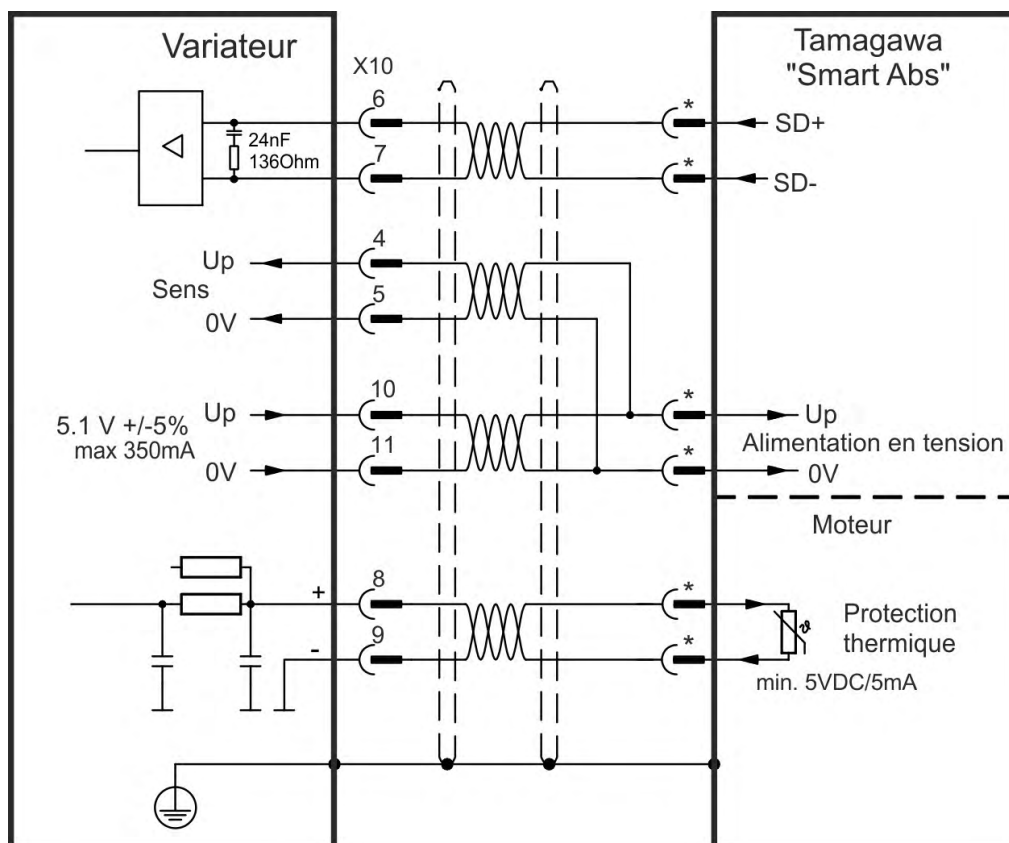 Variateur
X10
Tamagawa
"Smart Abs"
6
*
SD+
24nF
136Ohm
7
*
SD-
4
Up
Sens
5
0V
10
*
Up
Up
5.1 V +/-5%
max 350mA
Alimentation en tension
11
*
0V
0V
Moteur
8
*
+
Protection
thermique
9
*
-
ϑ
min. 5VDC/5mA